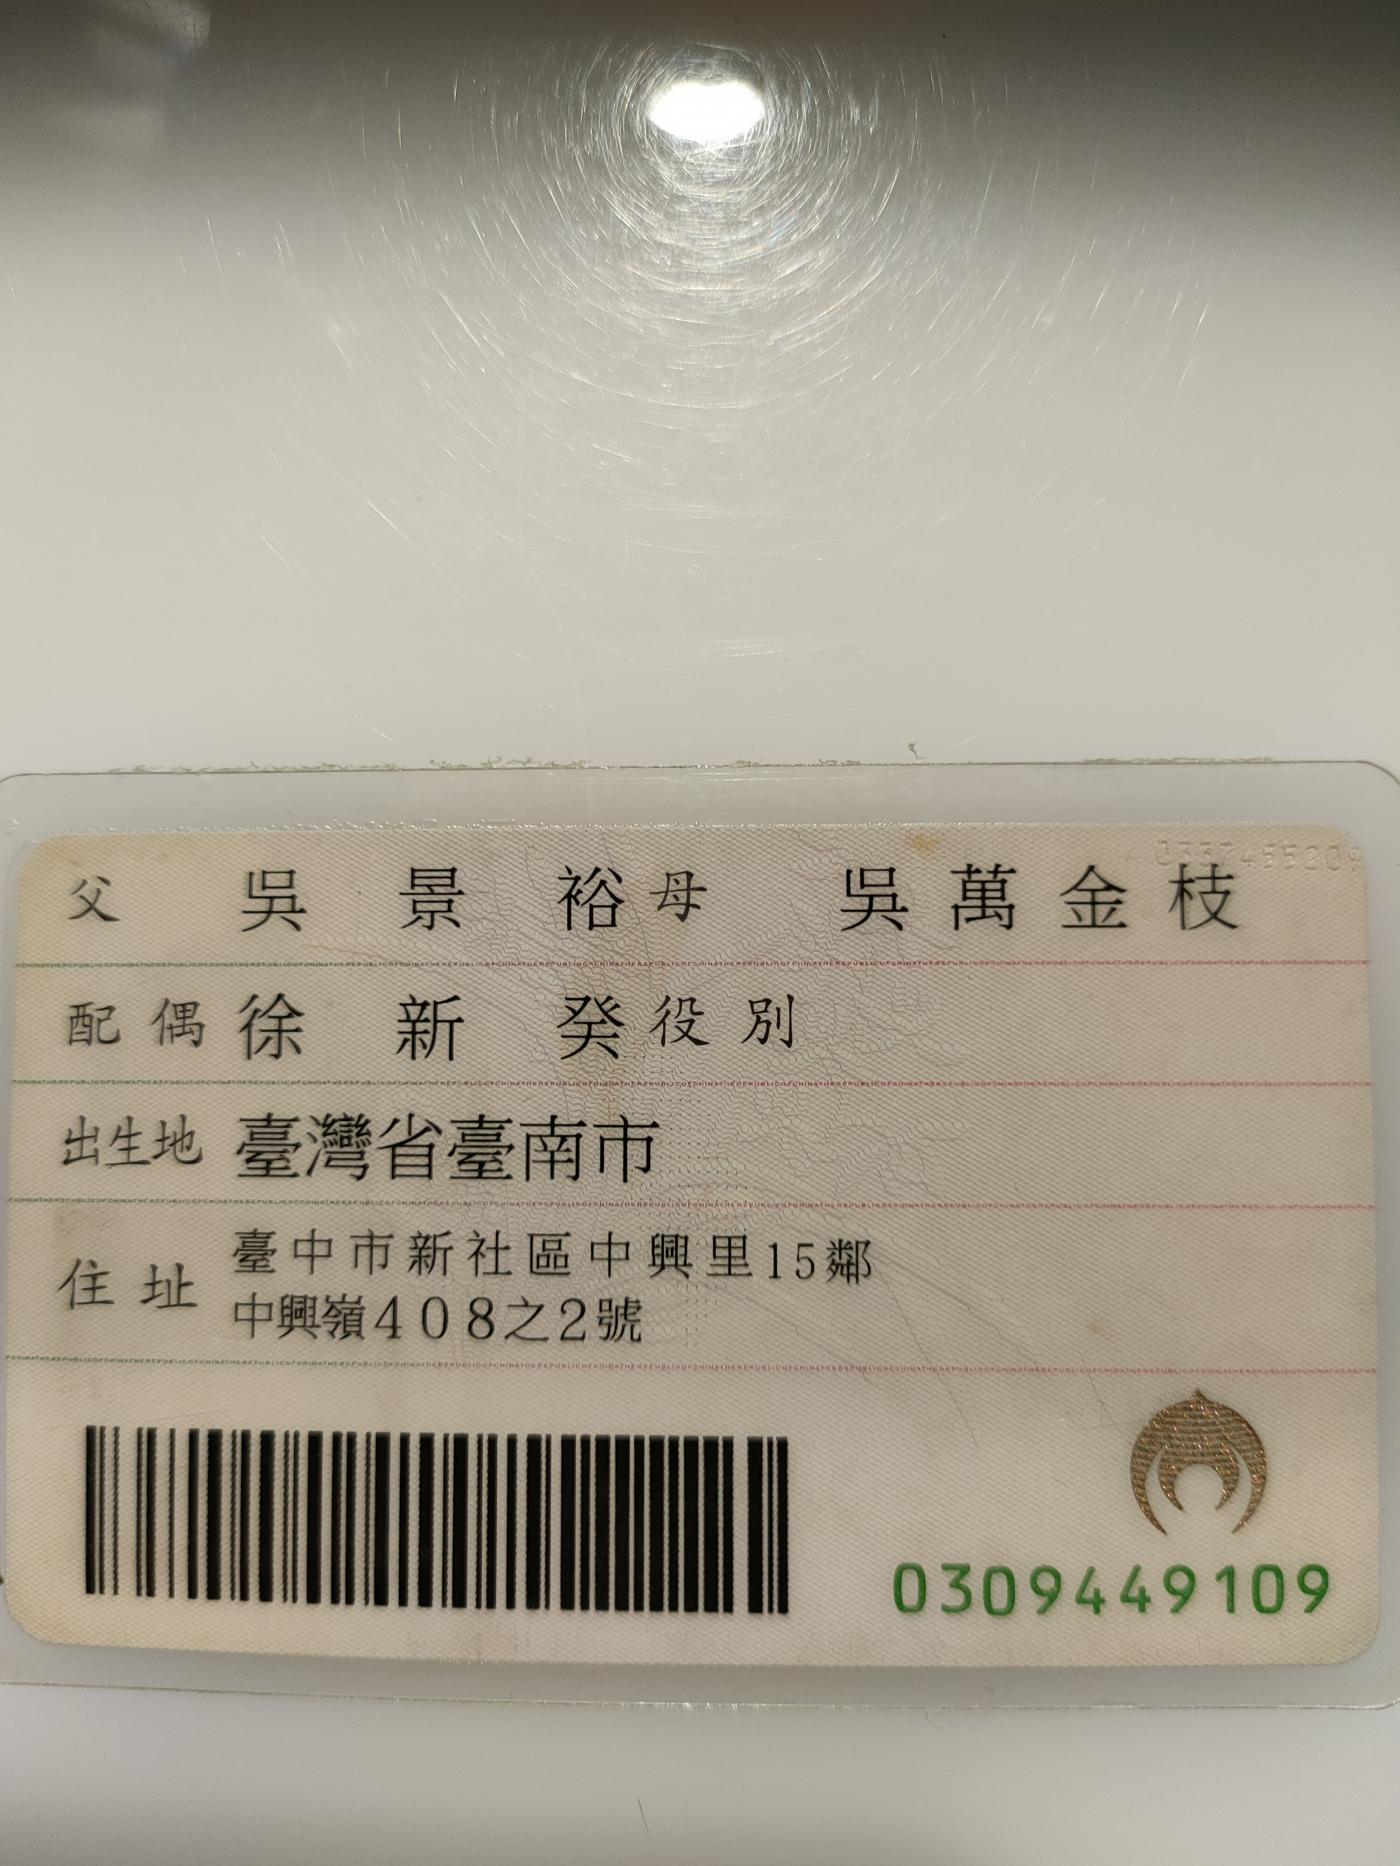 父 吳景裕 母 吳萬金枝
配偶 徐新癸 役別
出生地 臺灣省臺南市
住址 臺中市新社區中興里15鄰
中興嶺408之2號
0309449109